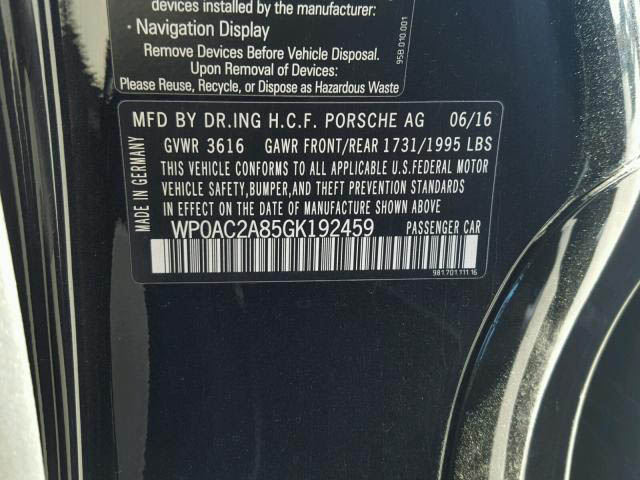 devices installed by the manufacturer:
· Navigation Display
Remove Devices Before Vehicle Disposal.
Upon Removal of Devices:
Please Reuse, Recycle, or Dispose as Hazardous Waste
95B.010.001
MFD BY DR.ING H.C.F. PORSCHE AG 06/16
GVWR 3616 GAWR FRONT/REAR 1731/1995 LBS
THIS VEHICLE CONFORMS TO ALL APPLICABLE U.S.FEDERAL MOTOR
VEHICLE SAFETY,BUMPER,AND THEFT PREVENTION STANDARDS
IN EFFECT ON THE DATE OF MANUFACTURE SHOWN ABOVE
WP0AC2A85GK192459 PASSENGER CAR
981.701.111.16
MADE IN GERMANY